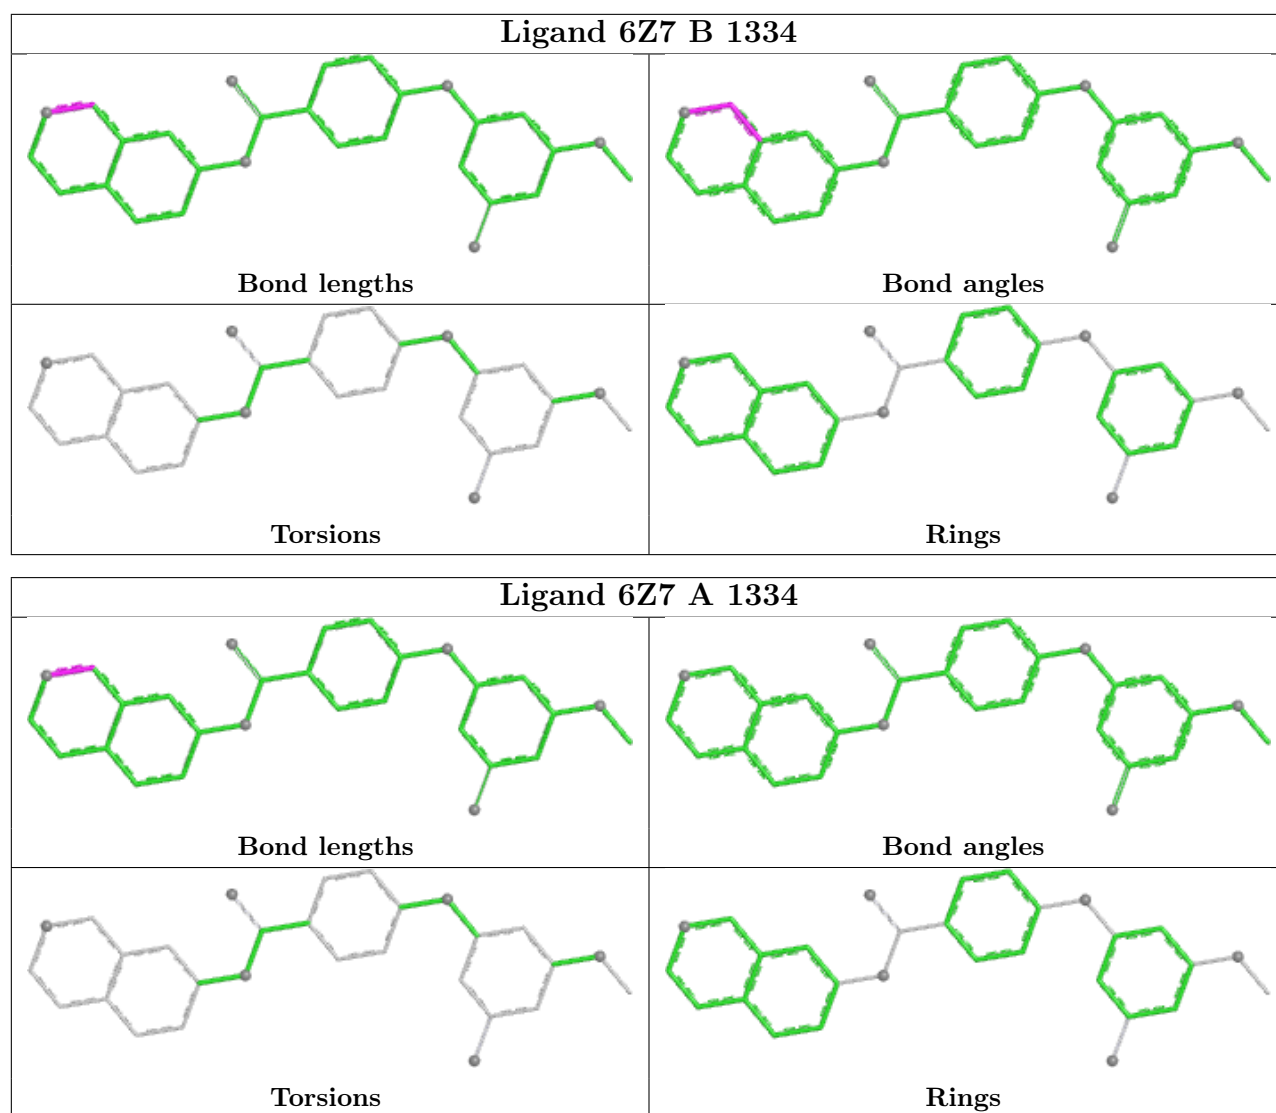 Ligand 6Z7 B 1334
Bond lengths
Bond angles
Torsions
Rings
Ligand 6Z7 A 1334
Bond lengths
Bond angles
Torsions
Rings